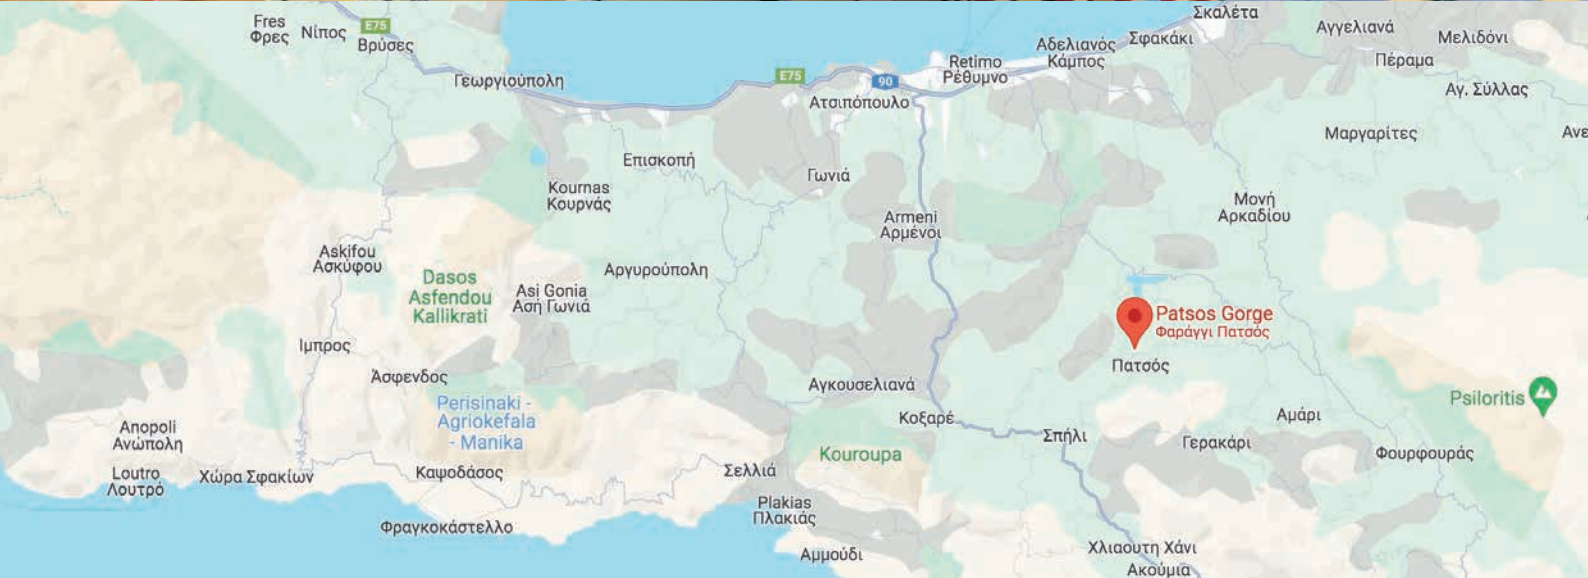 Σκαλέτα
Fres
Φρες
Νίπος
E75
Βρύσες
Αγγελιανά
Μελιδόνι
Αδελιανός
Κάμπος
Σφακάκι
Πέραμα
Retimo
Ρέθυμνο
Γεωργιούπολη
E75
90
Ατσιπόπουλο
Αγ. Σύλλας
Μαργαρίτες
Ανε
Επισκοπή
Γωνιά
Kournas
Κουρνάς
Μονή
Αρκαδίου
Armeni
Αρμένοι
Askifou
Ασκύφου
Dasos
Asfendou
Kallikrati
Asi Gonia
Ασή Γωνιά
Αργυρούπολη
Patsos Gorge
Φαράγγι Πατσός
Ιμπρος
Πατσός
Άσφενδος
Αγκουσελιανά
Psiloritis
Perisinaki -
Agriokefala
- Manika
Κοξαρέ
Αμάρι
Anopoli
Ανώπολη
Σπήλι
Γερακάρι
Kouroupa
Φουρφουράς
Loutro
Λουτρό
Χώρα Σφακίων
Καψοδάσος
Σελλιά
Plakias
Πλακιάς
Φραγκοκάστελλο
Αμμούδι
Χλιαουτη Χάνι
Ακούμια